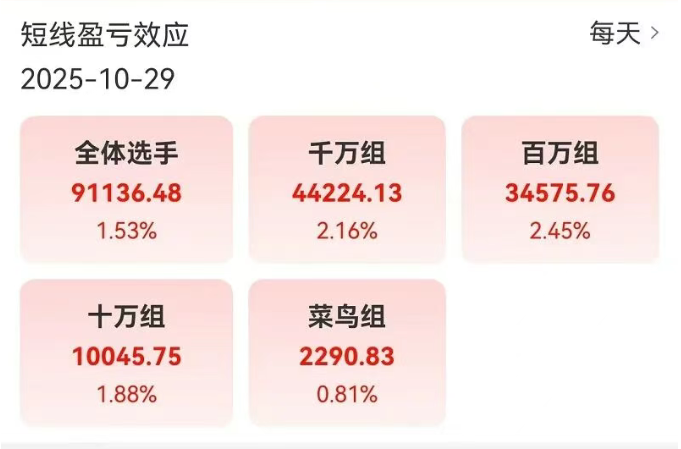 短线盈亏效应
每天 >
2025-10-29
全体选手
91136.48
1.53%
千万组
44224.13
2.16%
百万组
34575.76
2.45%
十万组
10045.75
1.88%
菜鸟组
2290.83
0.81%